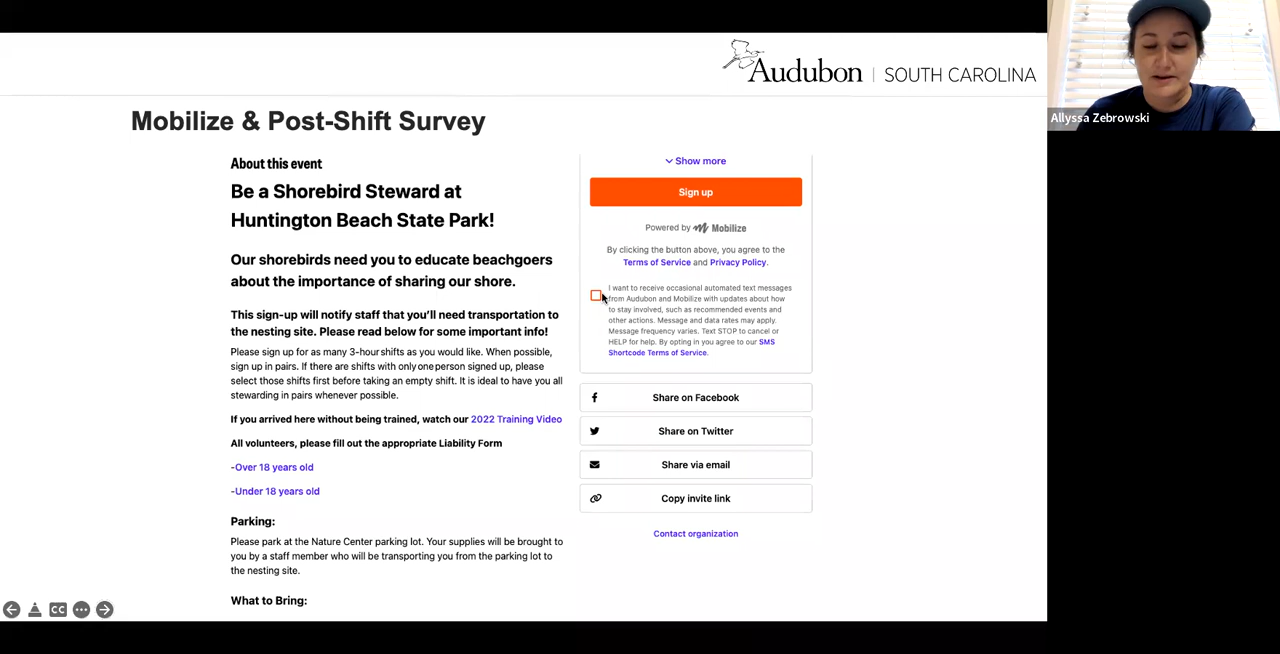 Audubon | SOUTH CAROLINA
Allyssa Zebrowski
Mobilize & Post-Shift Survey
About this event
Be a Shorebird Steward at
Huntington Beach State Park!
Our shorebirds need you to educate beachgoers
about the importance of sharing our shore.
This sign-up will notify staff that you'll need transportation to
the nesting site. Please read below for some important info!
Please sign up for as many 3-hour shifts as you would like. When possible,
sign up in pairs. If there are shifts with only one person signed up, please
select those shifts first before taking an empty shift. It is ideal to have you all
stewarding in pairs whenever possible.
If you arrived here without being trained, watch our 2022 Training Video
All volunteers, please fill out the appropriate Liability Form
-Over 18 years old
-Under 18 years old
Parking:
Please park at the Nature Center parking lot. Your supplies will be brought to
you by a staff member who will be transporting you from the parking lot to
the nesting site.
What to Bring:
Show more
Sign up
Powered by Mobilize
By clicking the button above, you agree to the
Terms of Service and Privacy Policy.
I want to receive occasional automated text messages
from Audubon and Mobilize with updates about how
to stay involved, such as recommended events and
other actions. Message and data rates may apply.
Message frequency varies. Text STOP to cancel or
HELP for help. By opting in you agree to our SMS
Shortcode Terms of Service.
Share on Facebook
Share on Twitter
Share via email
Copy invite link
Contact organization
CC